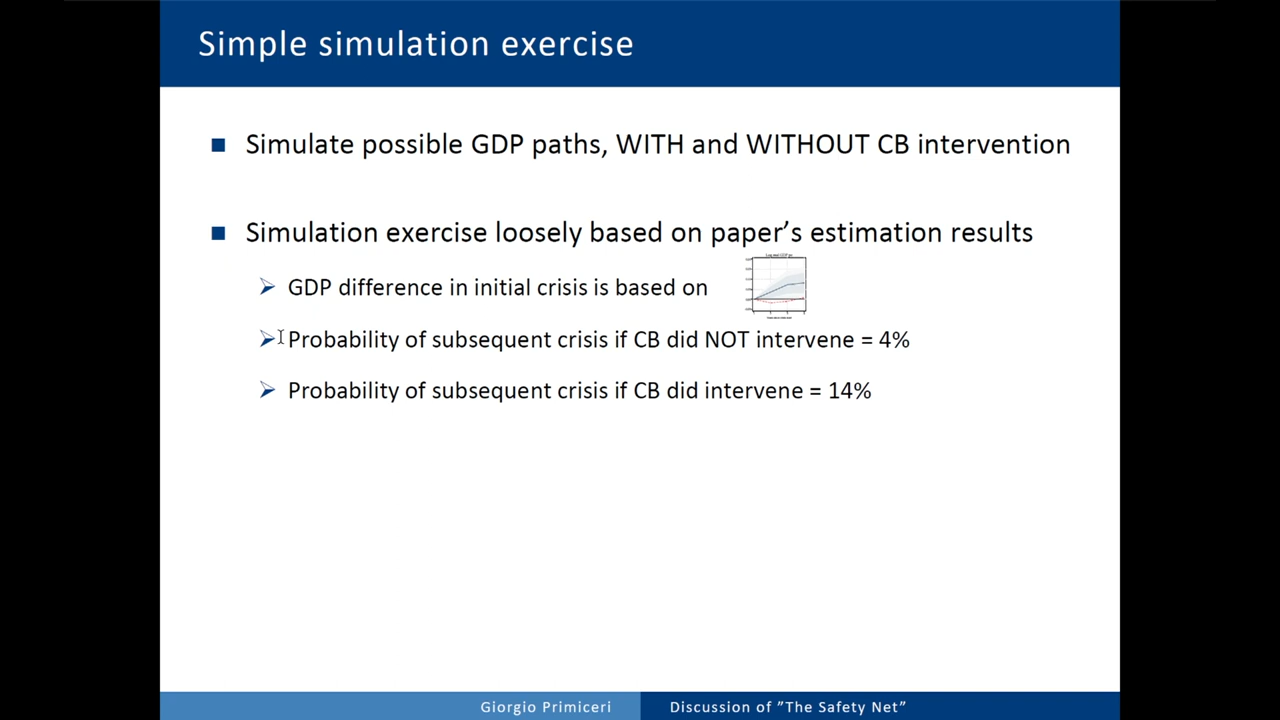 Simple simulation exercise
Simulate possible GDP paths, WITH and WITHOUT CB intervention
Simulation exercise loosely based on paper’s estimation results
GDP difference in initial crisis is based on
Probability of subsequent crisis if CB did NOT intervene = 4%
Probability of subsequent crisis if CB did intervene = 14%
Giorgio Primiceri
Discussion of ”The Safety Net”